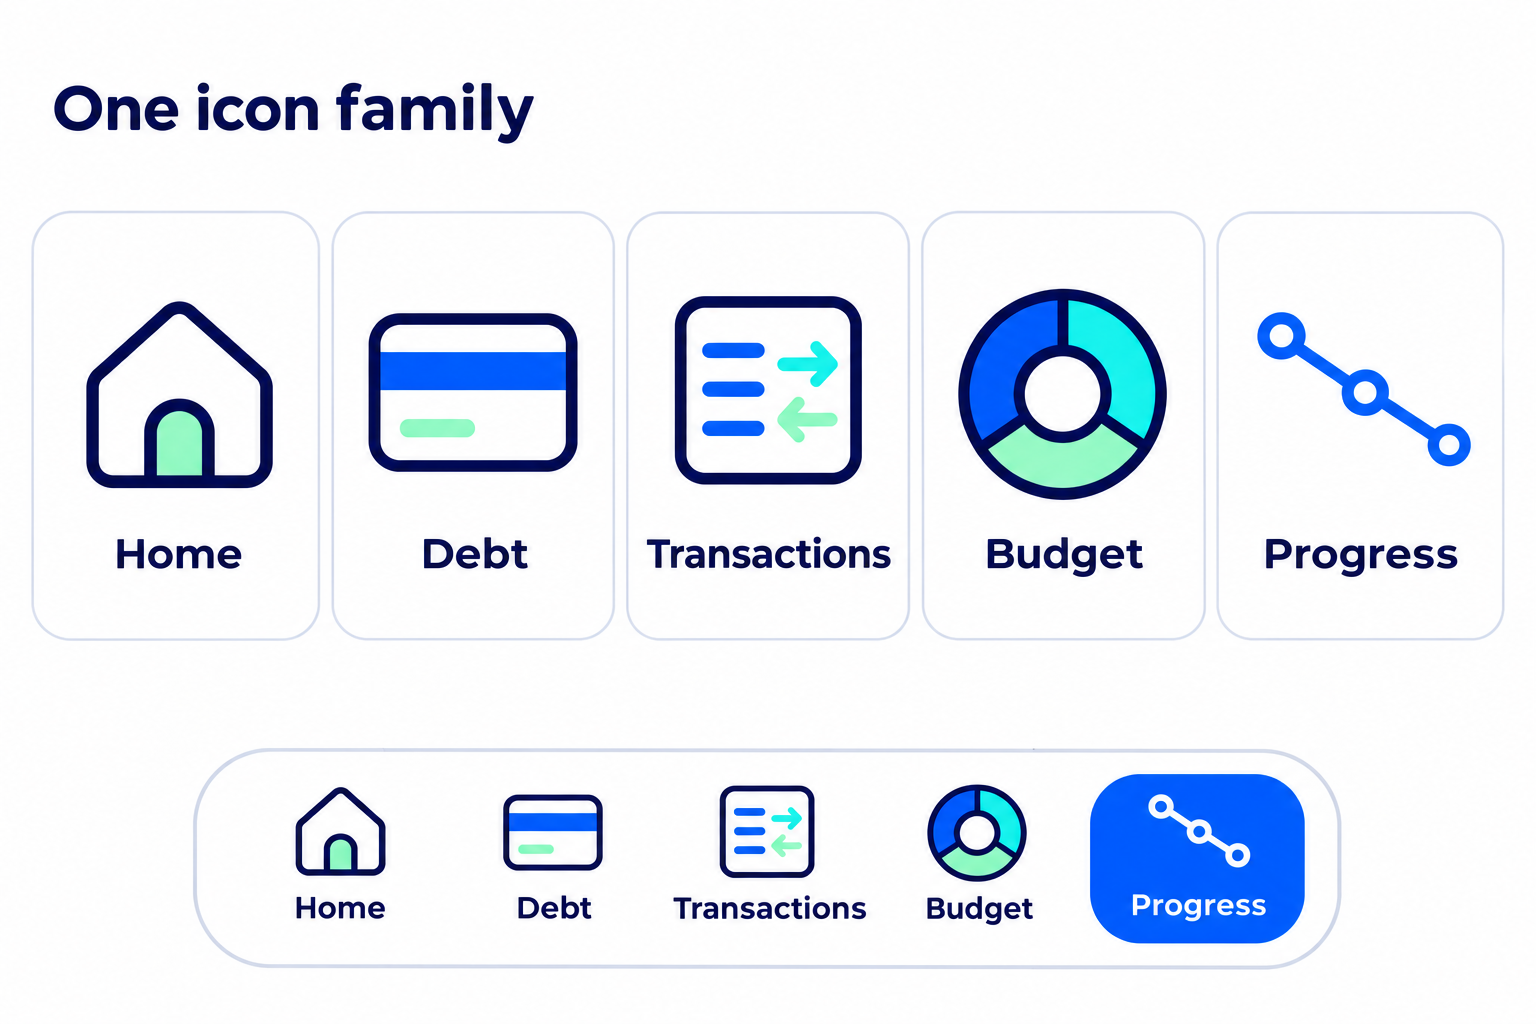 One icon family
Home
Debt
Transactions
Budget
Progress
Home
Debt
Transactions
Budget
Progress